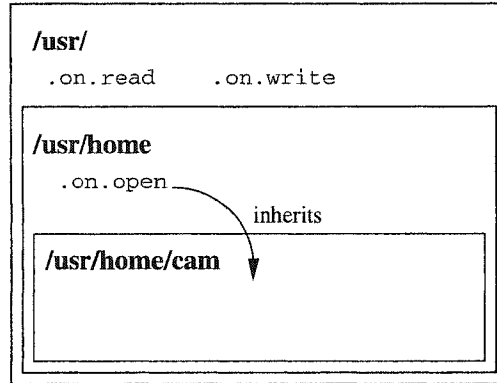 /usr/
.on.read .on.write
/usr/home
.on.open
inherits
/usr/home/cam